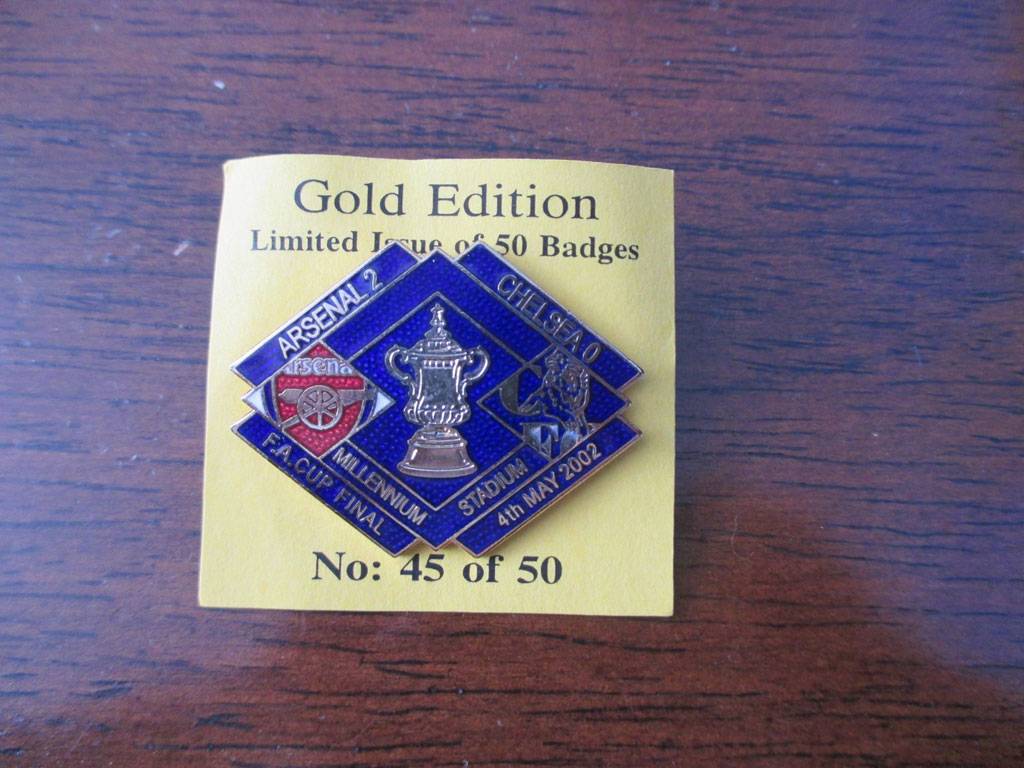 Gold Edition
Limited Issue of 50 Badges
ARSENAL 2
CHELSEA 0
Arsenal
C
F
F.A. CUP FINAL
MILLENNIUM
STADIUM
4th MAY 2002
No: 45 of 50